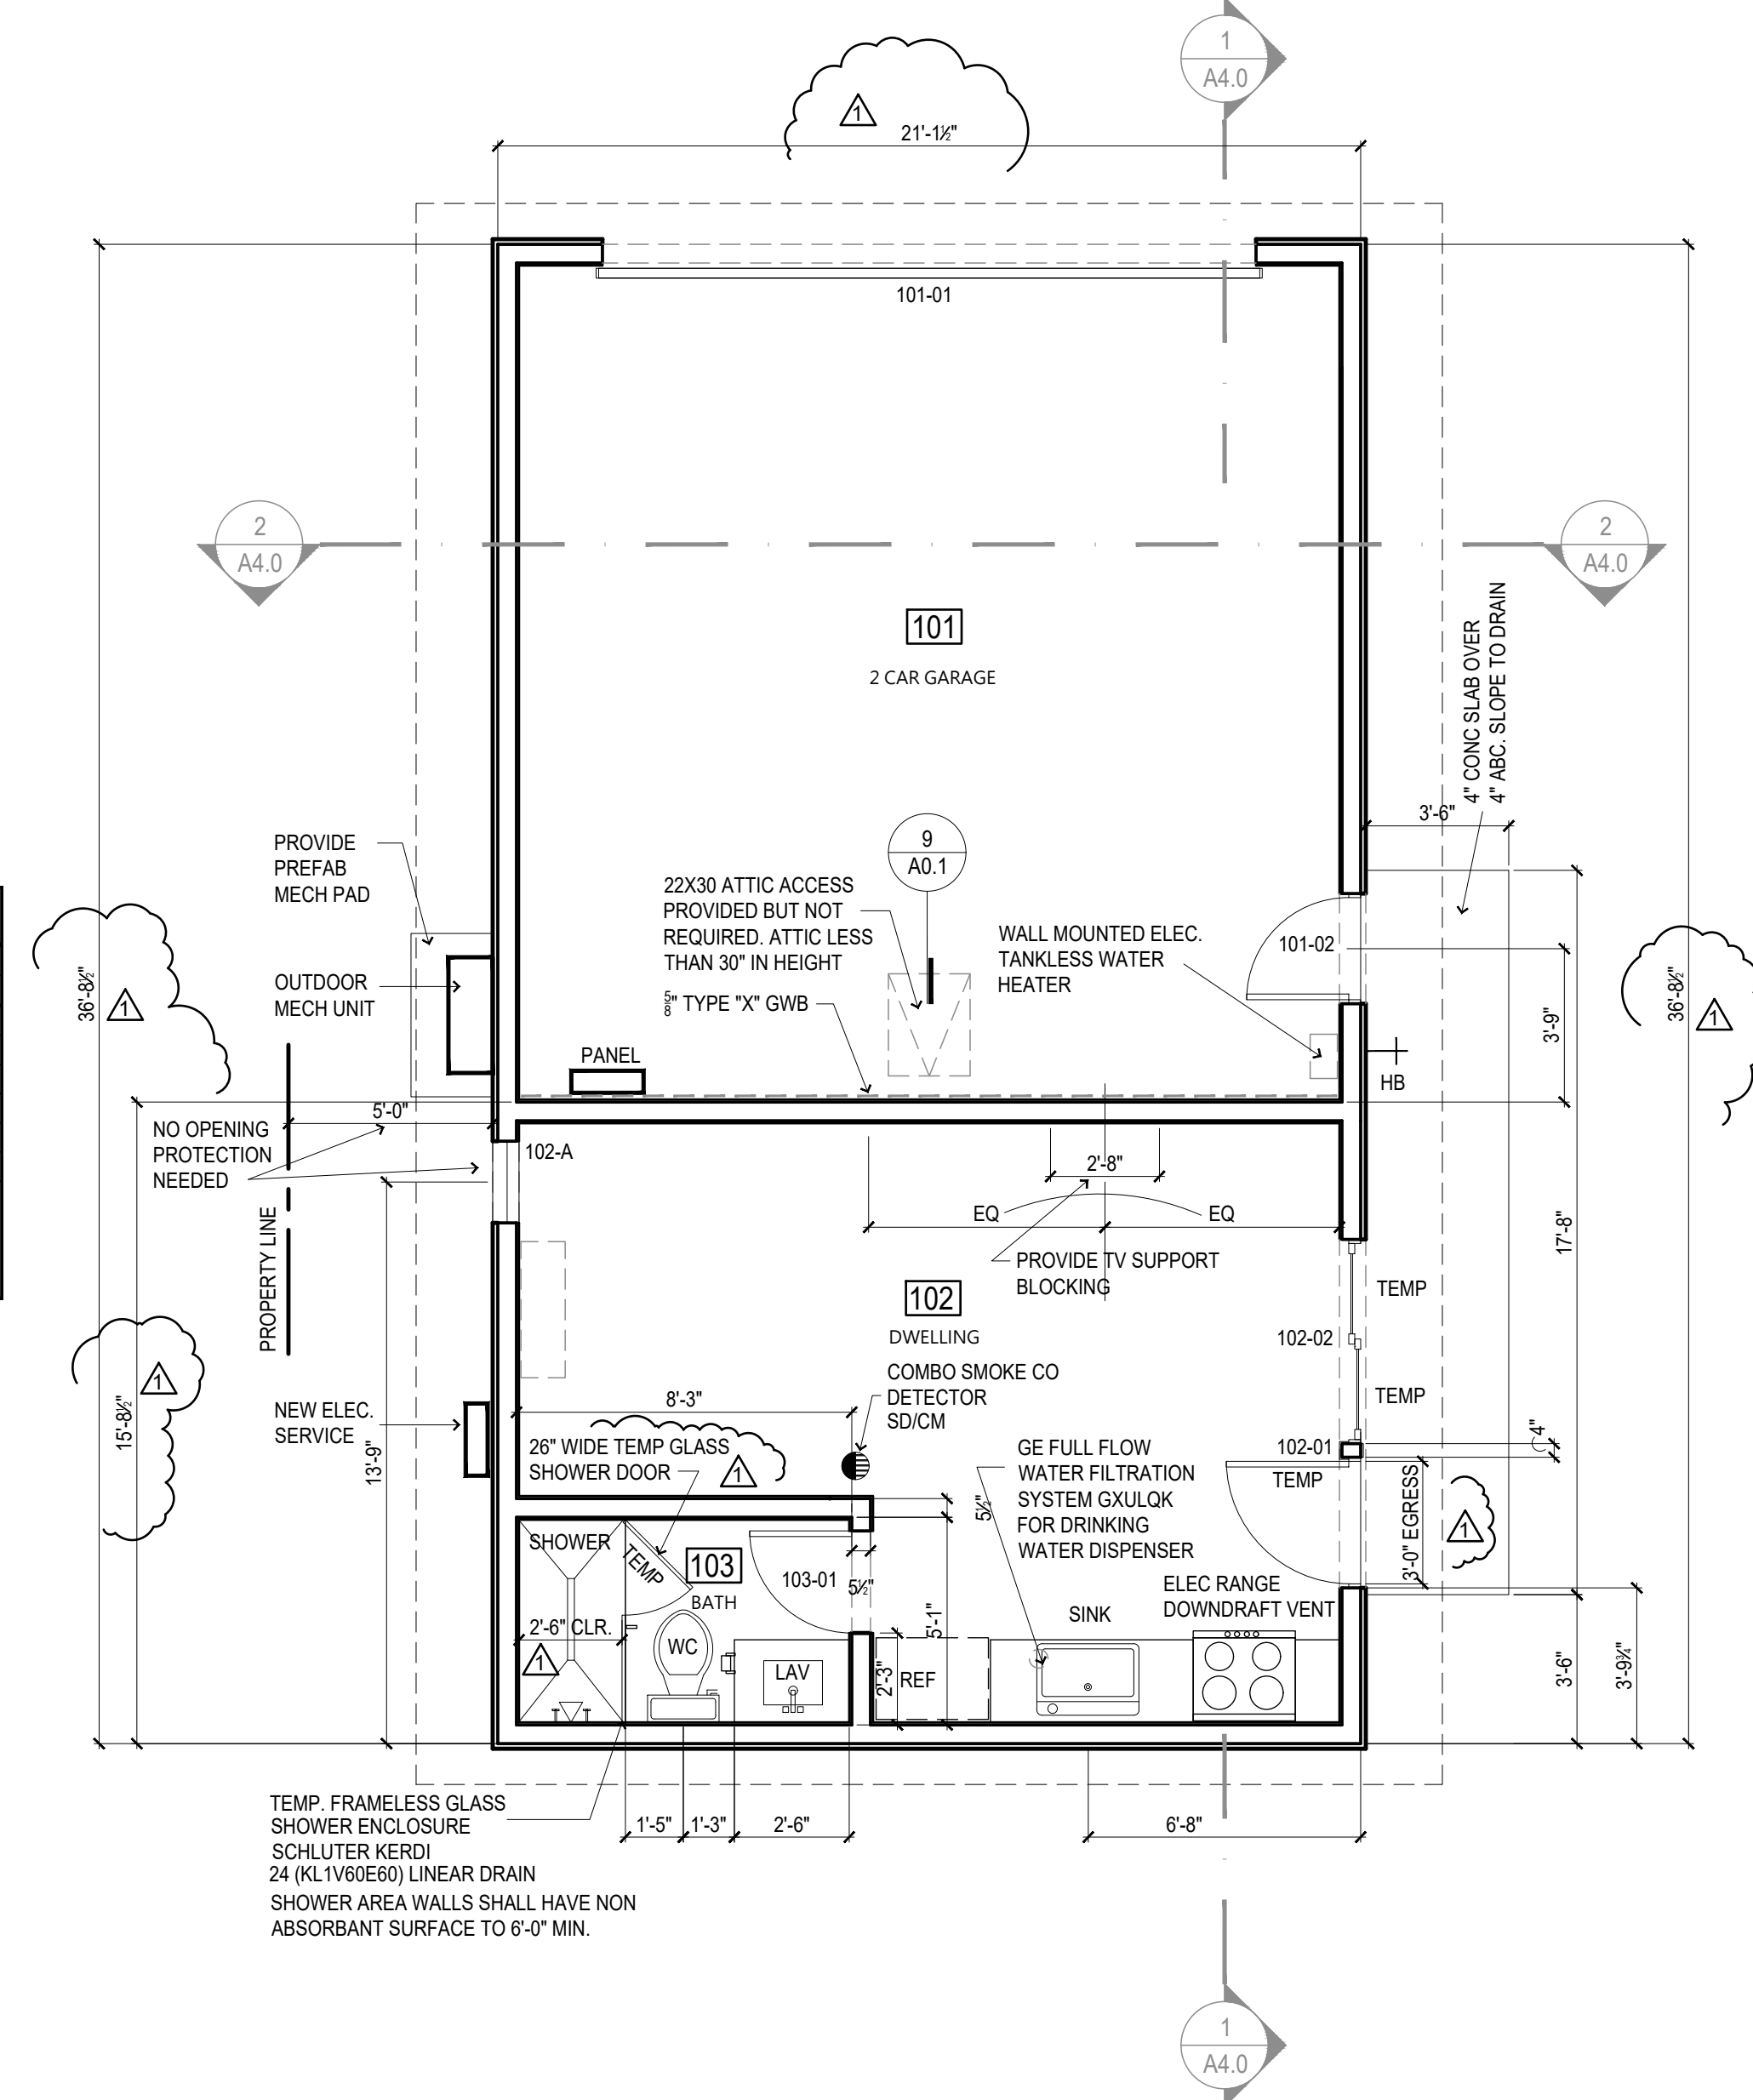 1
A4.0
1
21'-1½"
101-01
2
A4.0
2
A4.0
101
2 CAR GARAGE
4" CONC SLAB OVER
4" ABC. SLOPE TO DRAIN
3'-6"
PROVIDE
PREFAB
MECH PAD
9
A0.1
22X30 ATTIC ACCESS
PROVIDED BUT NOT
REQUIRED. ATTIC LESS
THAN 30" IN HEIGHT
⅝" TYPE "X" GWB
WALL MOUNTED ELEC.
TANKLESS WATER
HEATER
101-02
36'-8½"
1
OUTDOOR
MECH UNIT
3'-9"
36'-8½"
1
PANEL
HB
5'-0"
NO OPENING
PROTECTION
NEEDED
102-A
2'-8"
EQ
EQ
17'-8"
PROPERTY LINE
PROVIDE TV SUPPORT
BLOCKING
TEMP
102
DWELLING
102-02
COMBO SMOKE CO
DETECTOR
SD/CM
TEMP
1
15'-8½"
NEW ELEC.
SERVICE
13'-9"
8'-3"
26" WIDE TEMP GLASS
SHOWER DOOR
1
GE FULL FLOW
WATER FILTRATION
SYSTEM GXULQK
FOR DRINKING
WATER DISPENSER
102-01
TEMP
4"
5½"
3'-0" EGRESS
1
SHOWER
TEMP
103
BATH
103-01
5½"
ELEC RANGE
DOWNDRAFT VENT
SINK
2'-6" CLR.
1
WC
LAV
5'-1"
2'-3"
REF
3'-6"
3'-9¾"
TEMP. FRAMELESS GLASS
SHOWER ENCLOSURE
SCHLUTER KERDI
24 (KL1V60E60) LINEAR DRAIN
SHOWER AREA WALLS SHALL HAVE NON
ABSORBANT SURFACE TO 6'-0" MIN.
1'-5"
1'-3"
2'-6"
6'-8"
1
A4.0